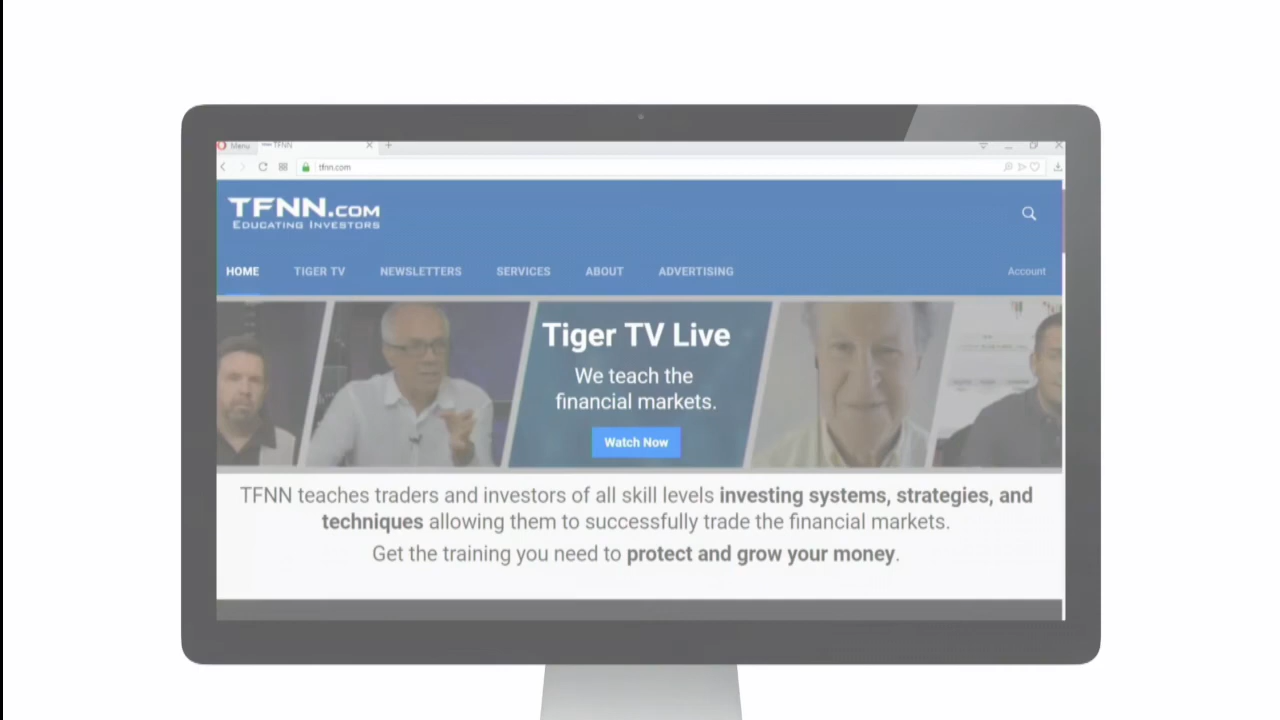 Menu
TFNN
tfnn.com
TFNN.COM
EDUCATING INVESTORS
HOME TIGER TV NEWSLETTERS SERVICES ABOUT ADVERTISING Account
Tiger TV Live
We teach the
financial markets.
Watch Now
TFNN teaches traders and investors of all skill levels investing systems, strategies, and
techniques allowing them to successfully trade the financial markets.
Get the training you need to protect and grow your money.